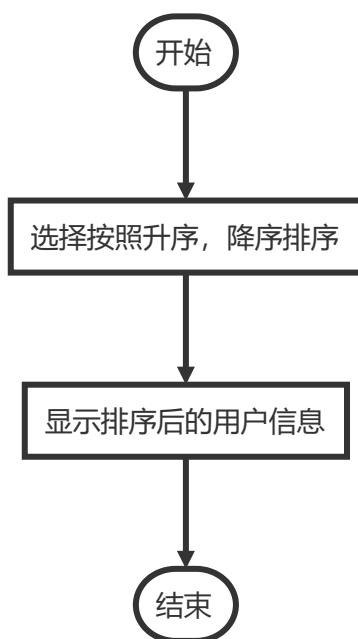 开始
选择按照升序，降序排序
显示排序后的用户信息
结束